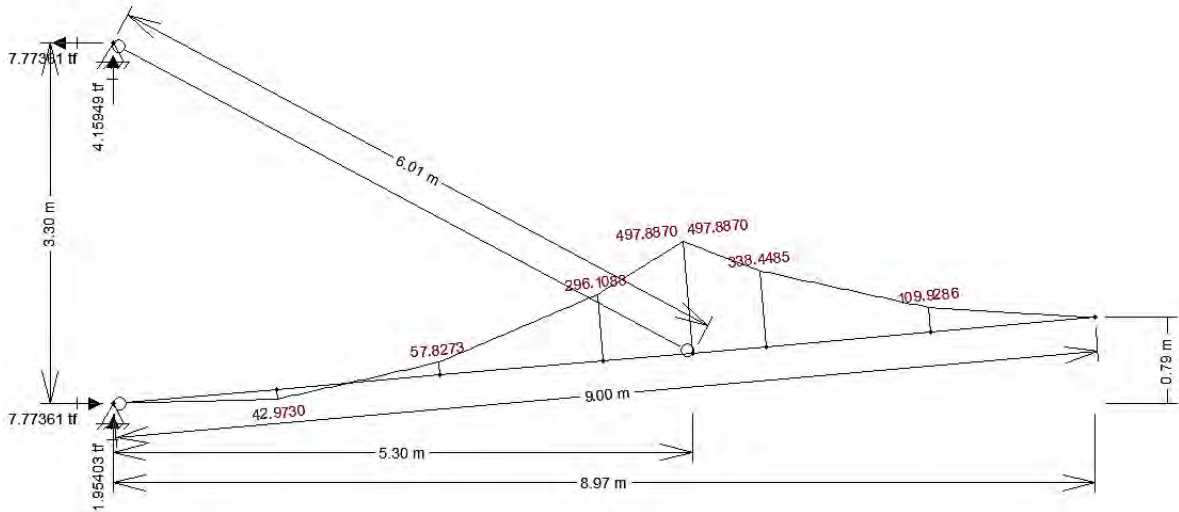 7.77361 tf
4.15949 tf
3.30 m
6.01 m
497.8870 497.8870
338.4485
296.1083
109.9286
57.8273
42.9730
9.00 m
0.79 m
7.77361 tf
1.95403 tf
5.30 m
8.97 m